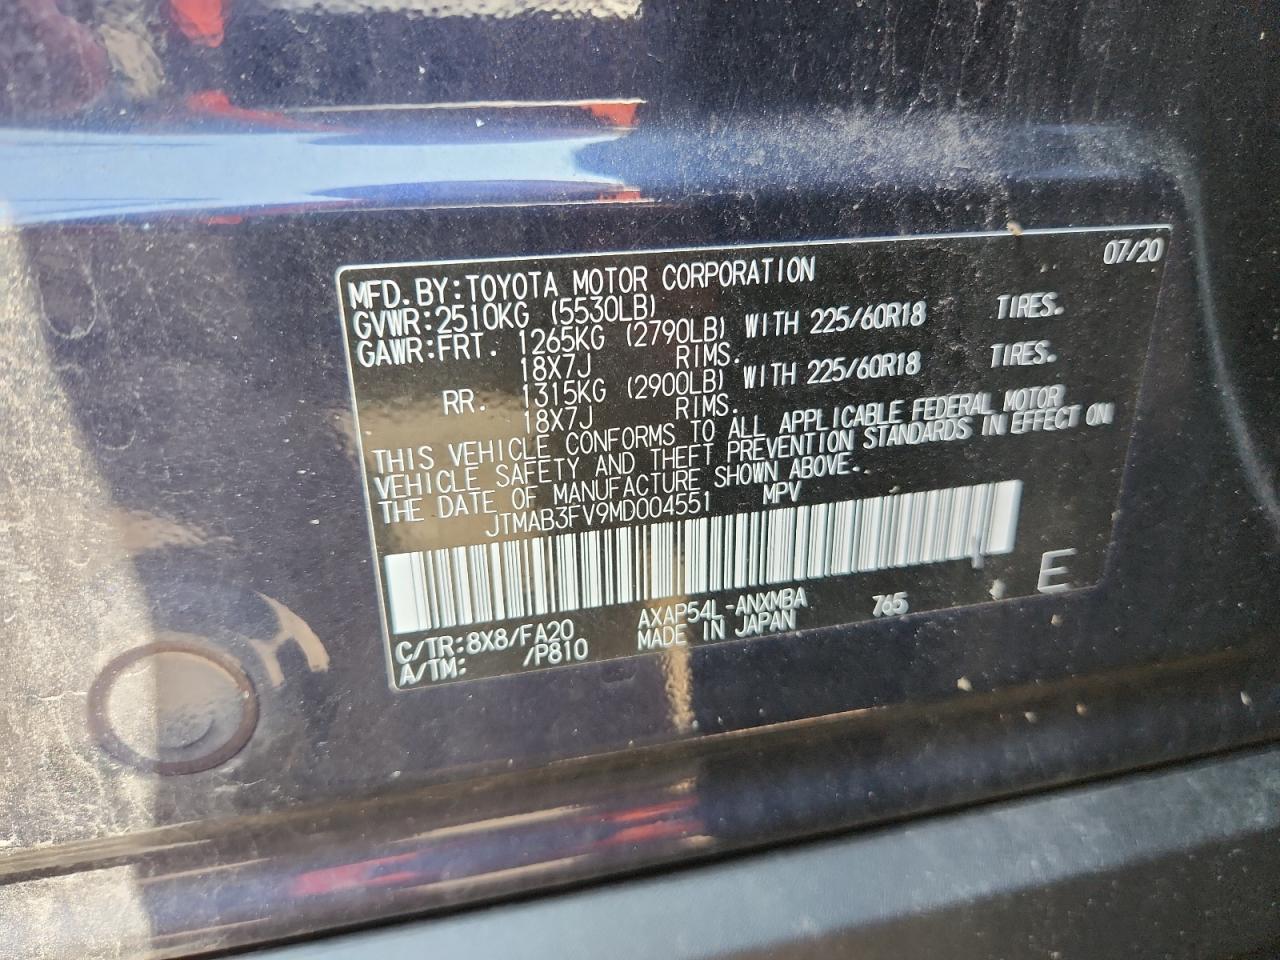 07/20
MFD. BY: TOYOTA MOTOR CORPORATION
GVWR: 2510KG (5530LB)
GAWR: FRT. 1265KG (2790LB) WITH 225/60R18 TIRES.
18X7J RIMS.
RR. 1315KG (2900LB) WITH 225/60R18 TIRES.
18X7J RIMS.
THIS VEHICLE CONFORMS TO ALL APPLICABLE FEDERAL MOTOR
VEHICLE SAFETY AND THEFT PREVENTION STANDARDS IN EFFECT ON
THE DATE OF MANUFACTURE SHOWN ABOVE.
JTMAB3FV9MD004551 MPV
C/TR: 8X8/FA20 AXAP54L-ANXMBA 765
A/TM: /P810 MADE IN JAPAN
E